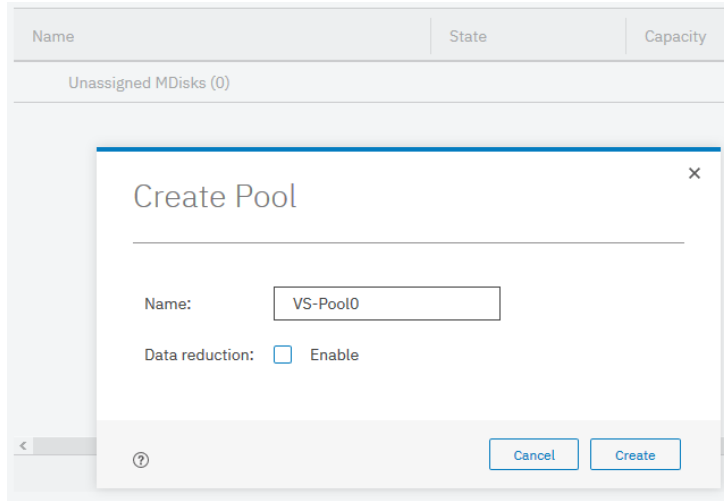 Name State Capacity
Unassigned MDisks (0)
Create Pool
Name: VS-Pool0
Data reduction: Enable
Cancel Create